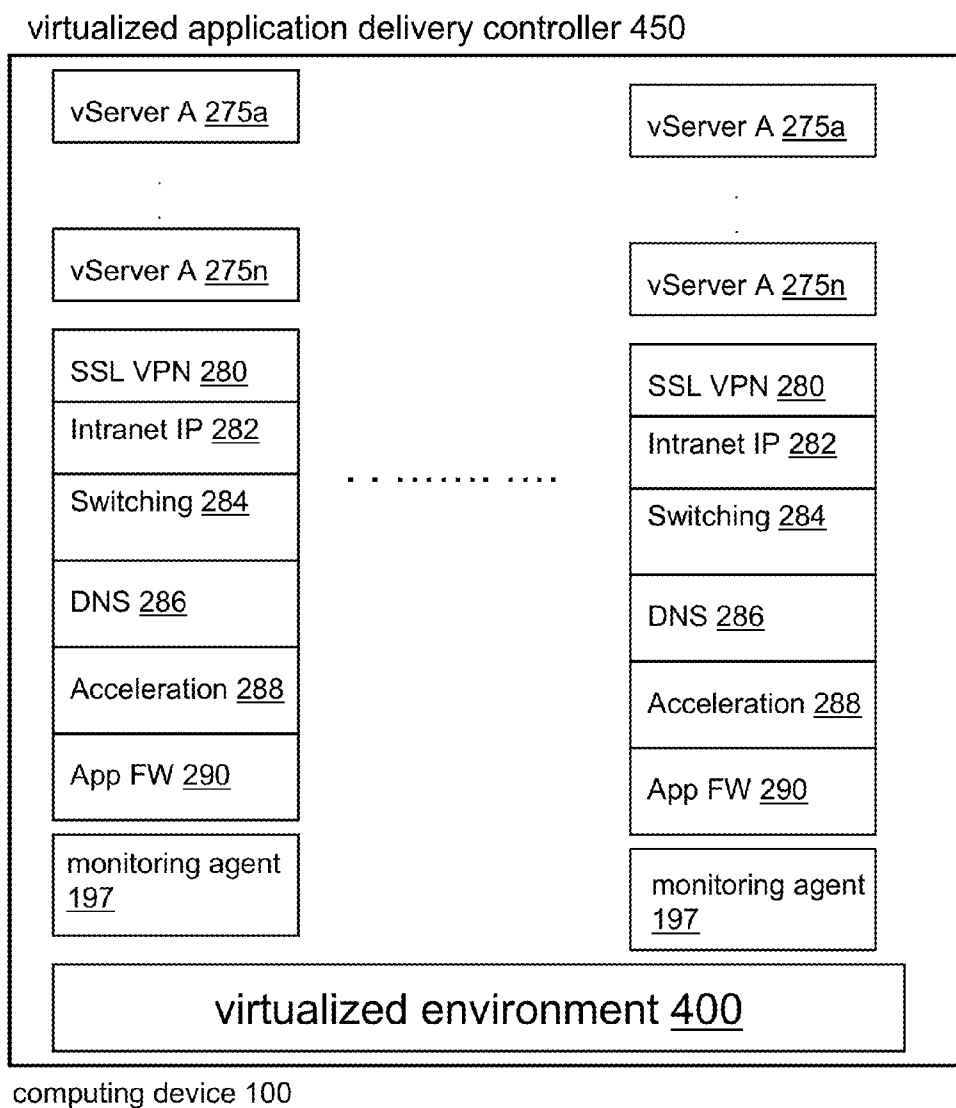 virtualized application delivery controller 450
vServer A 275a
vServer A 275n
SSL VPN 280
Intranet IP 282
Switching 284
DNS 286
Acceleration 288
App FW 290
monitoring agent
197
vServer A 275a
vServer A 275n
SSL VPN 280
Intranet IP 282
Switching 284
DNS 286
Acceleration 288
App FW 290
monitoring agent
197
virtualized environment 400
computing device 100